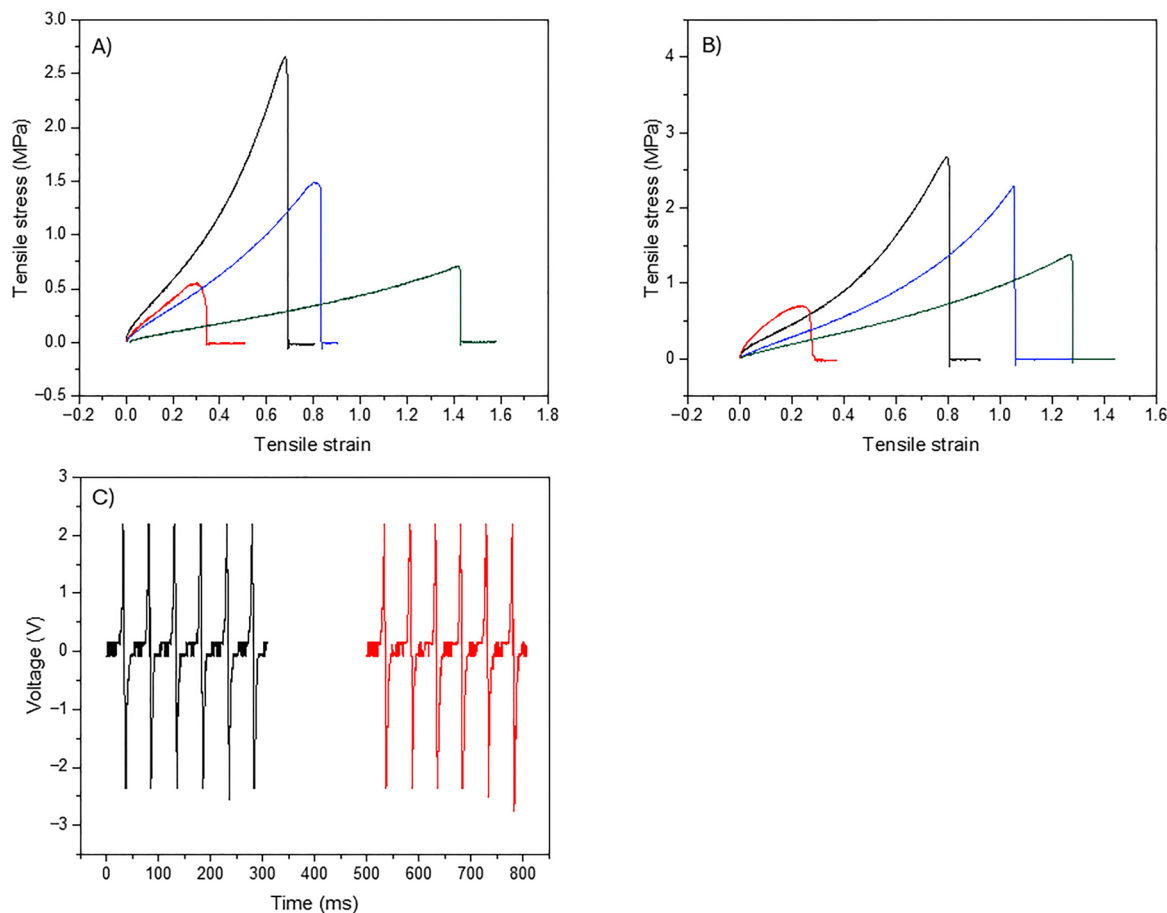 A)
Tensile stress (MPa)
3.0
2.5
2.0
1.5
1.0
0.5
0.0
−0.5
−0.2 0.0 0.2 0.4 0.6 0.8 1.0 1.2 1.4 1.6 1.8
Tensile strain
B)
Tensile stress (MPa)
4
3
2
1
0
−0.2 0.0 0.2 0.4 0.6 0.8 1.0 1.2 1.4 1.6
Tensile strain
C)
Voltage (V)
3
2
1
0
−1
−2
−3
0 100 200 300 400 500 600 700 800
Time (ms)